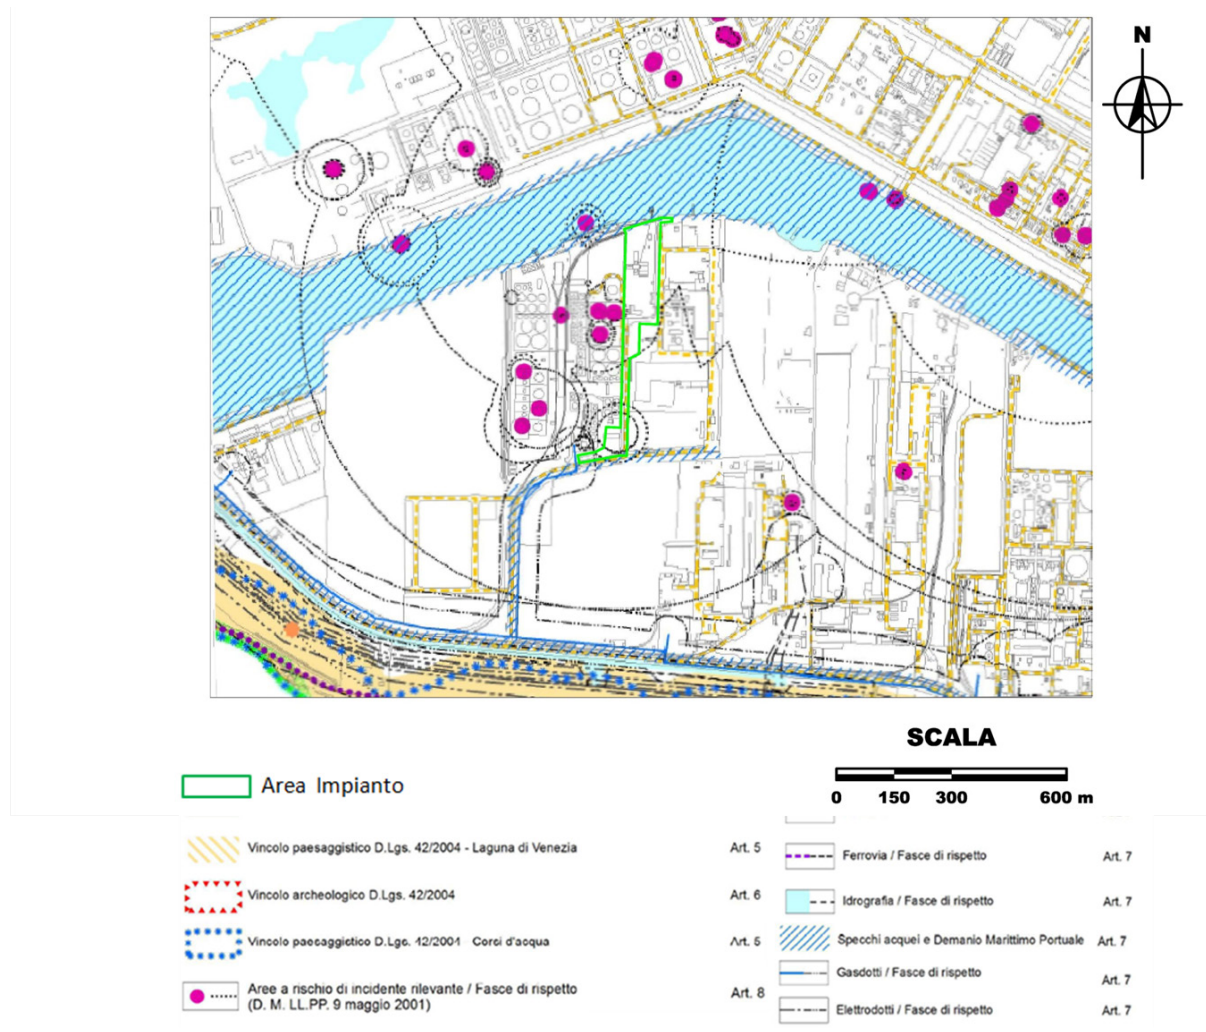 N
SCALA
0 150 300 600 m
Area Impianto
Vincolo paesaggistico D.Lgs. 42/2004 - Laguna di Venezia Art. 5
Vincolo archeologico D.Lgs. 42/2004 Art. 6
Vincolo paesaggistico D.Lgs. 42/2004 - Corsi d'acqua Art. 5
Aree a rischio di incidente rilevante / Fasce di rispetto
(D. M. LL.PP. 9 maggio 2001) Art. 8
Ferrovia / Fasce di rispetto Art. 7
Idrografia / Fasce di rispetto Art. 7
Specchi acquei e Demanio Marittimo Portuale Art. 7
Gasdotti / Fasce di rispetto Art. 7
Elettrodotti / Fasce di rispetto Art. 7